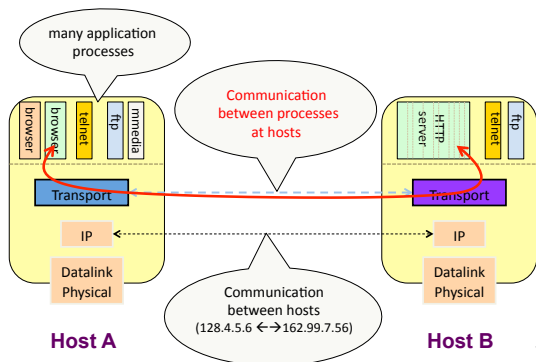 many application
processes
browser
browser
telnet
ftp
mmedia
Communication
between processes
at hosts
HTTP
server
telnet
ftp
Transport
Transport
IP
IP
Datalink
Physical
Communication
between hosts
(128.4.5.6 ←→162.99.7.56)
Datalink
Physical
Host A
Host B